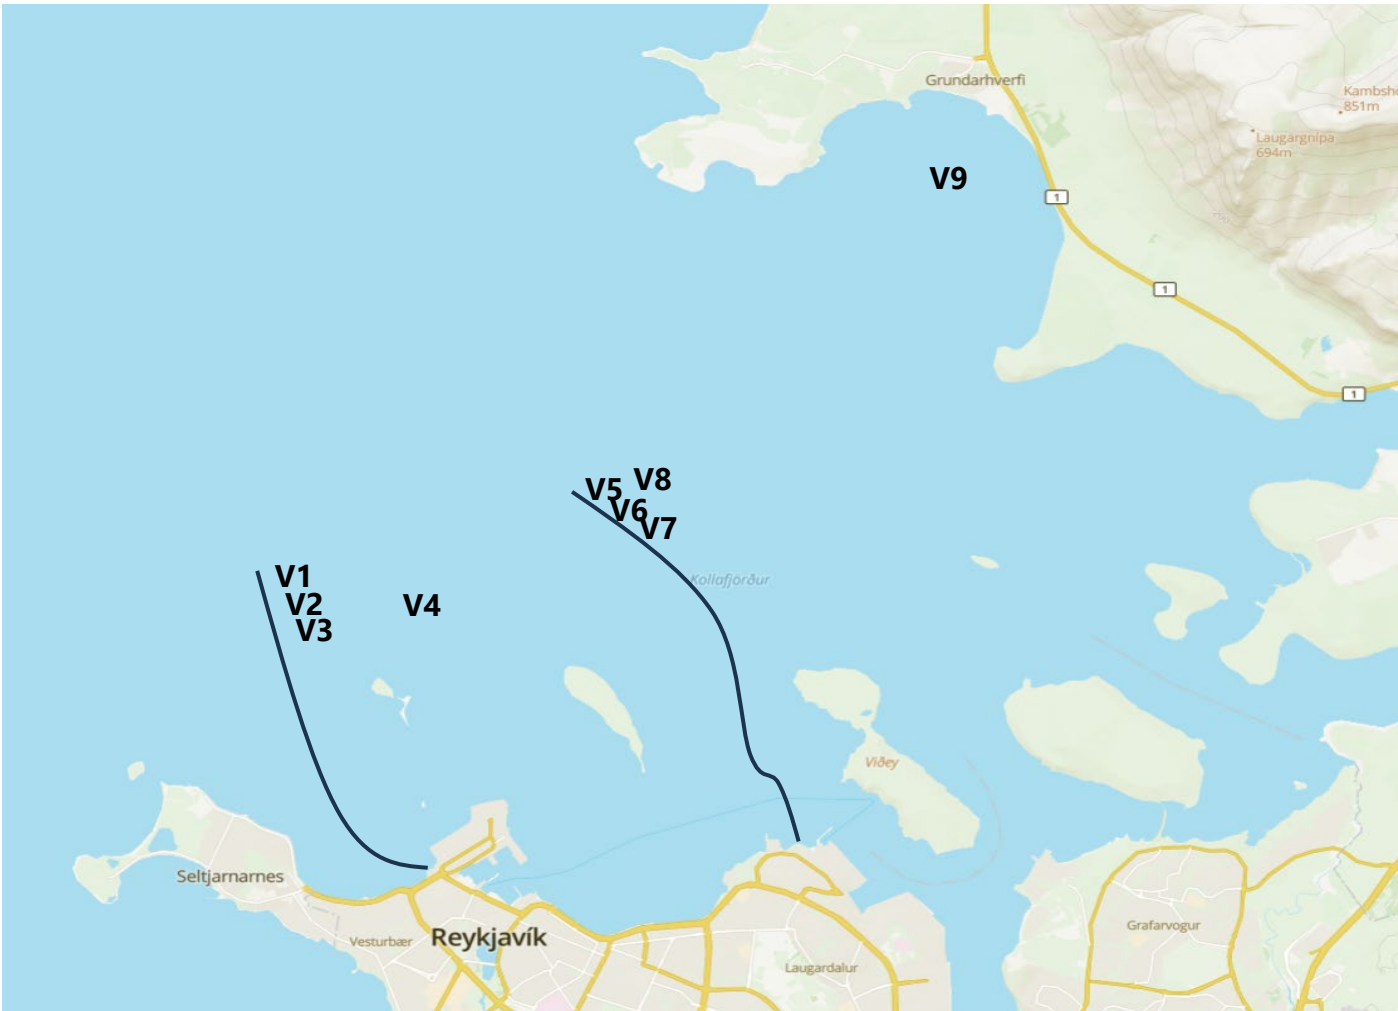 Grundarhverfi
Kambsh
851m
Laugargnípa
694m
V9
1
1
1
V8
V5
V6
V7
V1
Kollafjörður
V2
V4
V3
Viðey
Seltjarnarnes
Grafarvogur
Reykjavík
Vesturbær
Laugardalur